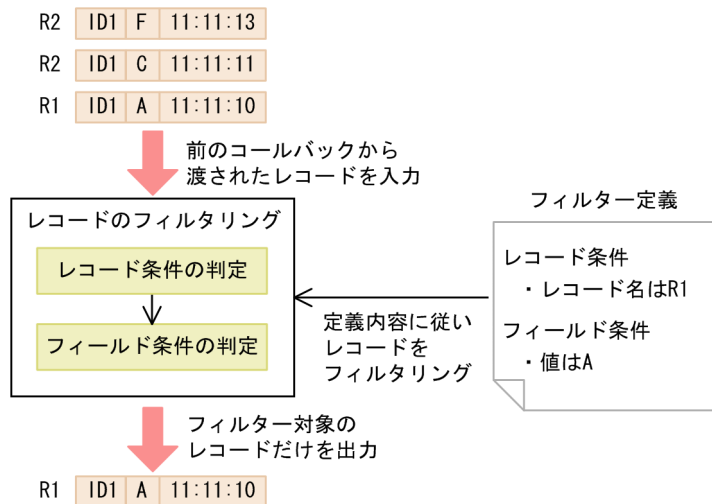 R2 ID1 F 11:11:13
R2 ID1 C 11:11:11
R1 ID1 A 11:11:10
前のコールバックから
渡されたレコードを入力
レコードのフィルタリング
レコード条件の判定
フィールド条件の判定
定義内容に従い
レコードを
フィルタリング
フィルター定義
レコード条件
・レコード名はR1
フィールド条件
・値はA
フィルター対象の
レコードだけを出力
R1 ID1 A 11:11:10